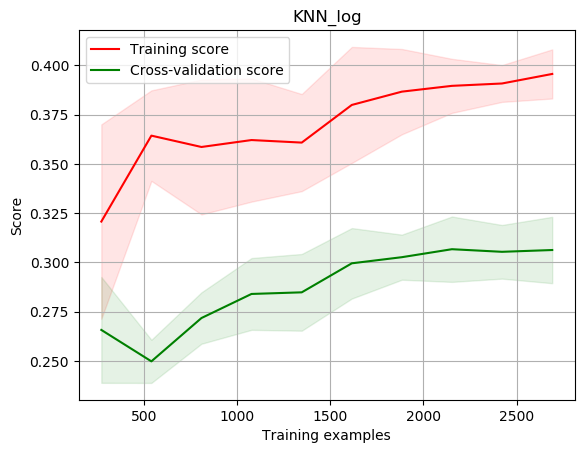 KNN_log
Training score
Cross-validation score
0.400
0.375
0.350
0.325
0.300
0.275
0.250
Score
500
1000
1500
2000
2500
Training examples